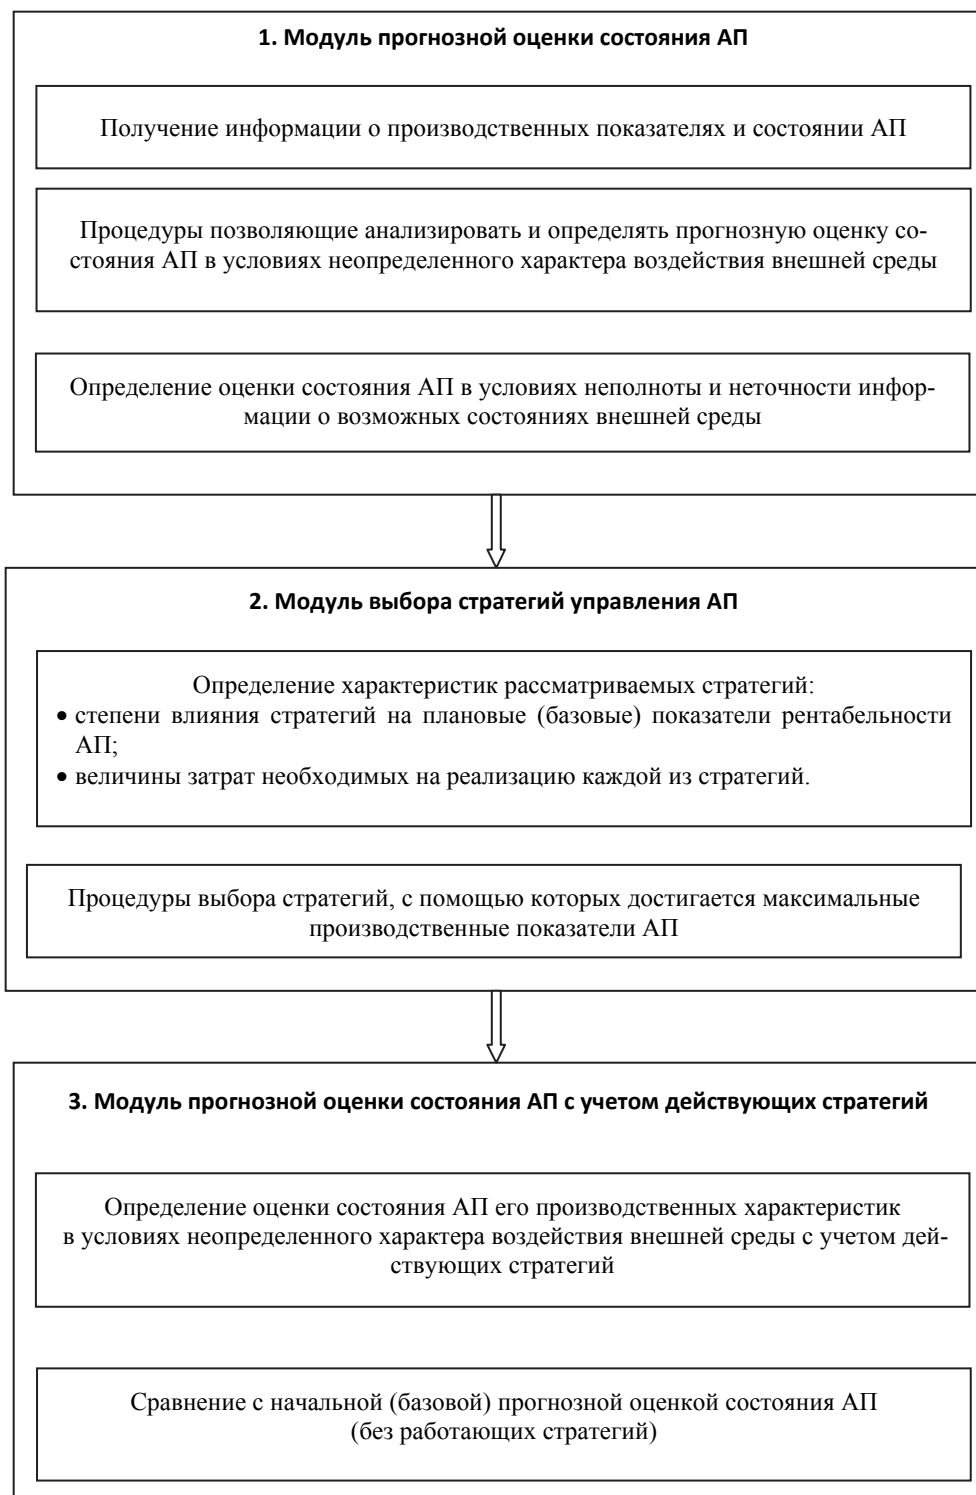 1. Модуль прогнозной оценки состояния АП
Получение информации о производственных показателях и состоянии АП
Процедуры позволяющие анализировать и определять прогнозную оценку со-
стояния АП в условиях неопределенного характера воздействия внешней среды
Определение оценки состояния АП в условиях неполноты и неточности инфор-
мации о возможных состояниях внешней среды
2. Модуль выбора стратегий управления АП
Определение характеристик рассматриваемых стратегий:
• степени влияния стратегий на плановые (базовые) показатели рентабельности
АП;
• величины затрат необходимых на реализацию каждой из стратегий.
Процедуры выбора стратегий, с помощью которых достигается максимальные
производственные показатели АП
3. Модуль прогнозной оценки состояния АП с учетом действующих стратегий
Определение оценки состояния АП его производственных характеристик
в условиях неопределенного характера воздействия внешней среды с учетом дей-
ствующих стратегий
Сравнение с начальной (базовой) прогнозной оценкой состояния АП
(без работающих стратегий)